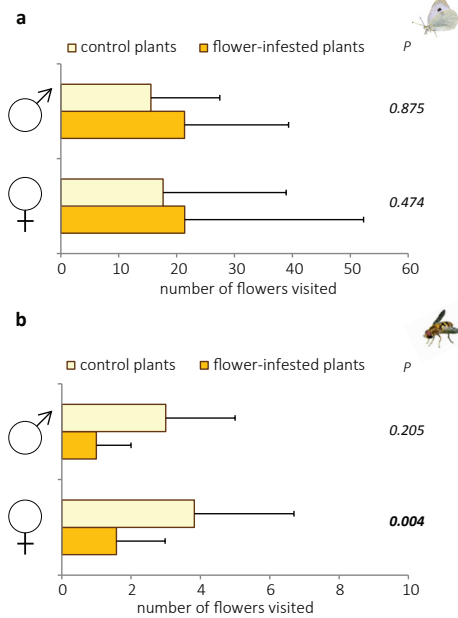 a
control plants flower-infested plants P
0.875
0.474
0 10 20 30 40 50 60
number of flowers visited
b
control plants flower-infested plants P
0.205
0.004
0 2 4 6 8 10
number of flowers visited